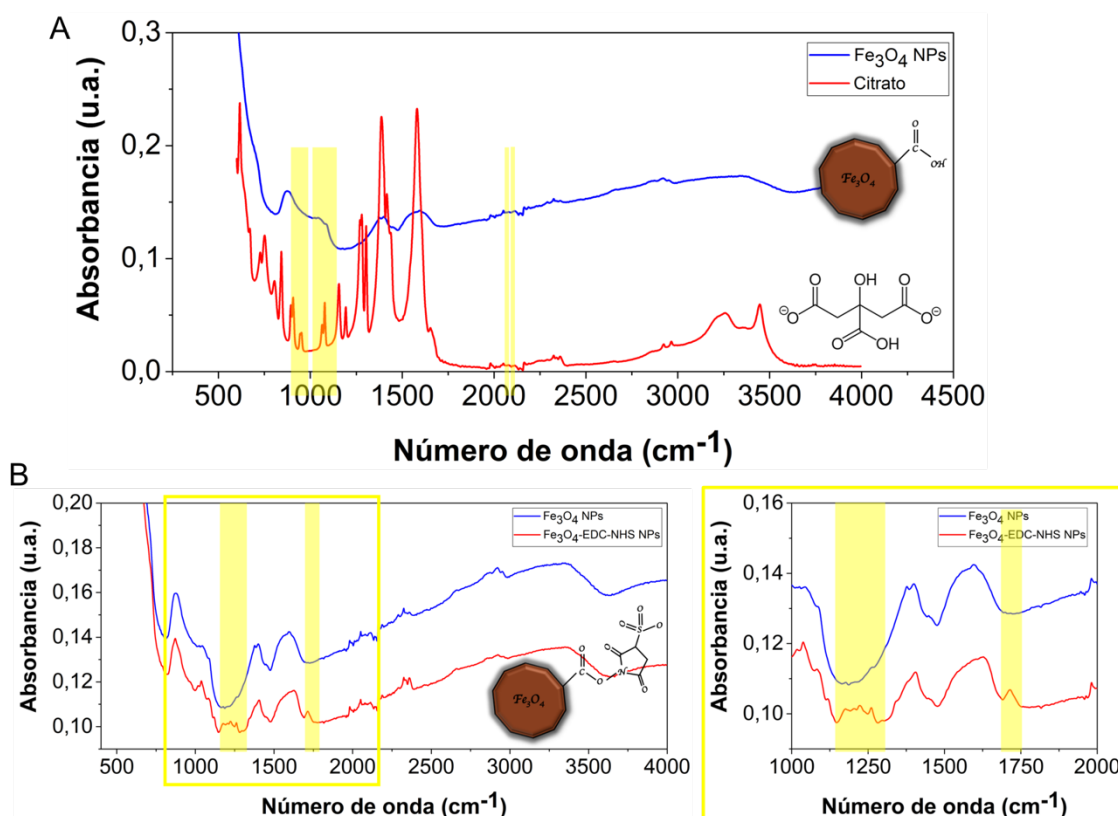 A
Absorbancia (u.a.)
0,3
0,2
0,1
0,0
Fe3O4 NPs
Citrato
O
C
OH
Fe3O4
O
OH
O
⊖O
O⊖
O
OH
500 1000 1500 2000 2500 3000 3500 4000 4500
Número de onda (cm-1)
B
Absorbancia (u.a.)
0,20
0,18
0,16
0,14
0,12
0,10
Fe3O4 NPs
Fe3O4-EDC-NHS NPs
O
O
S
O
O
O
C
O
N
O
Fe3O4
500 1000 1500 2000 2500 3000 3500 4000
Número de onda (cm-1)
Absorbancia (u.a.)
0,16
0,14
0,12
0,10
Fe3O4 NPs
Fe3O4-EDC-NHS NPs
1000 1250 1500 1750 2000
Número de onda (cm-1)